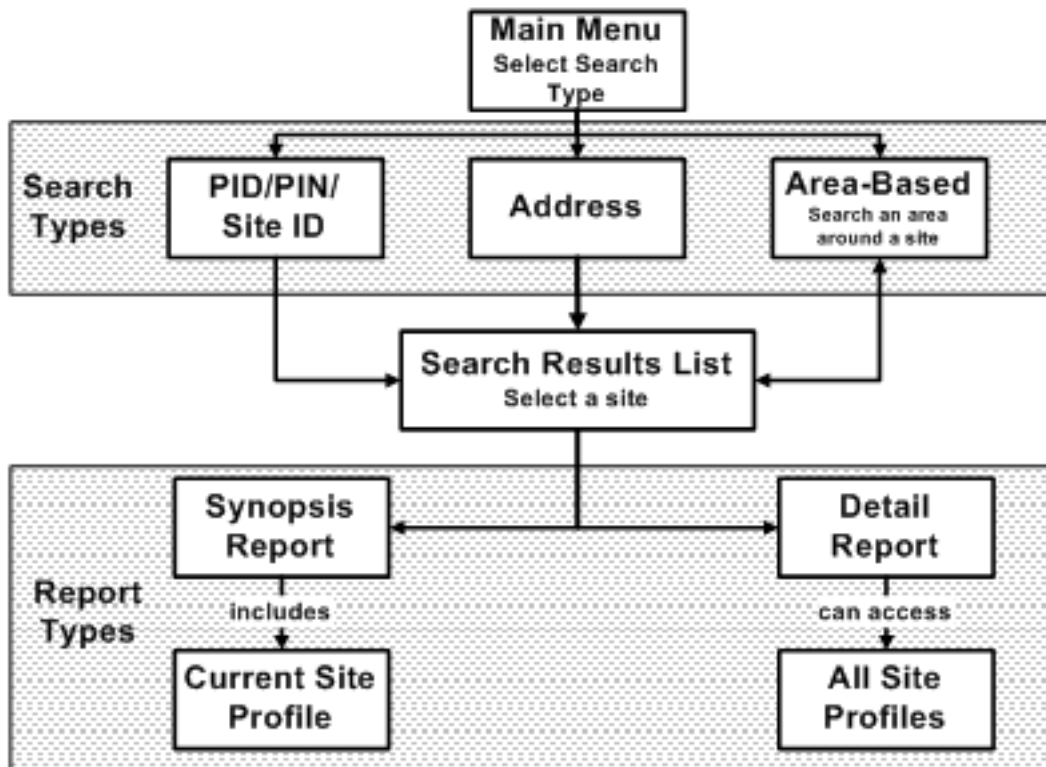 Main Menu
Select Search
Type
Search
Types
PID/PIN/
Site ID
Address
Area-Based
Search an area
around a site
Search Results List
Select a site
Report
Types
Synopsis
Report
includes
Current Site
Profile
Detail
Report
can access
All Site
Profiles